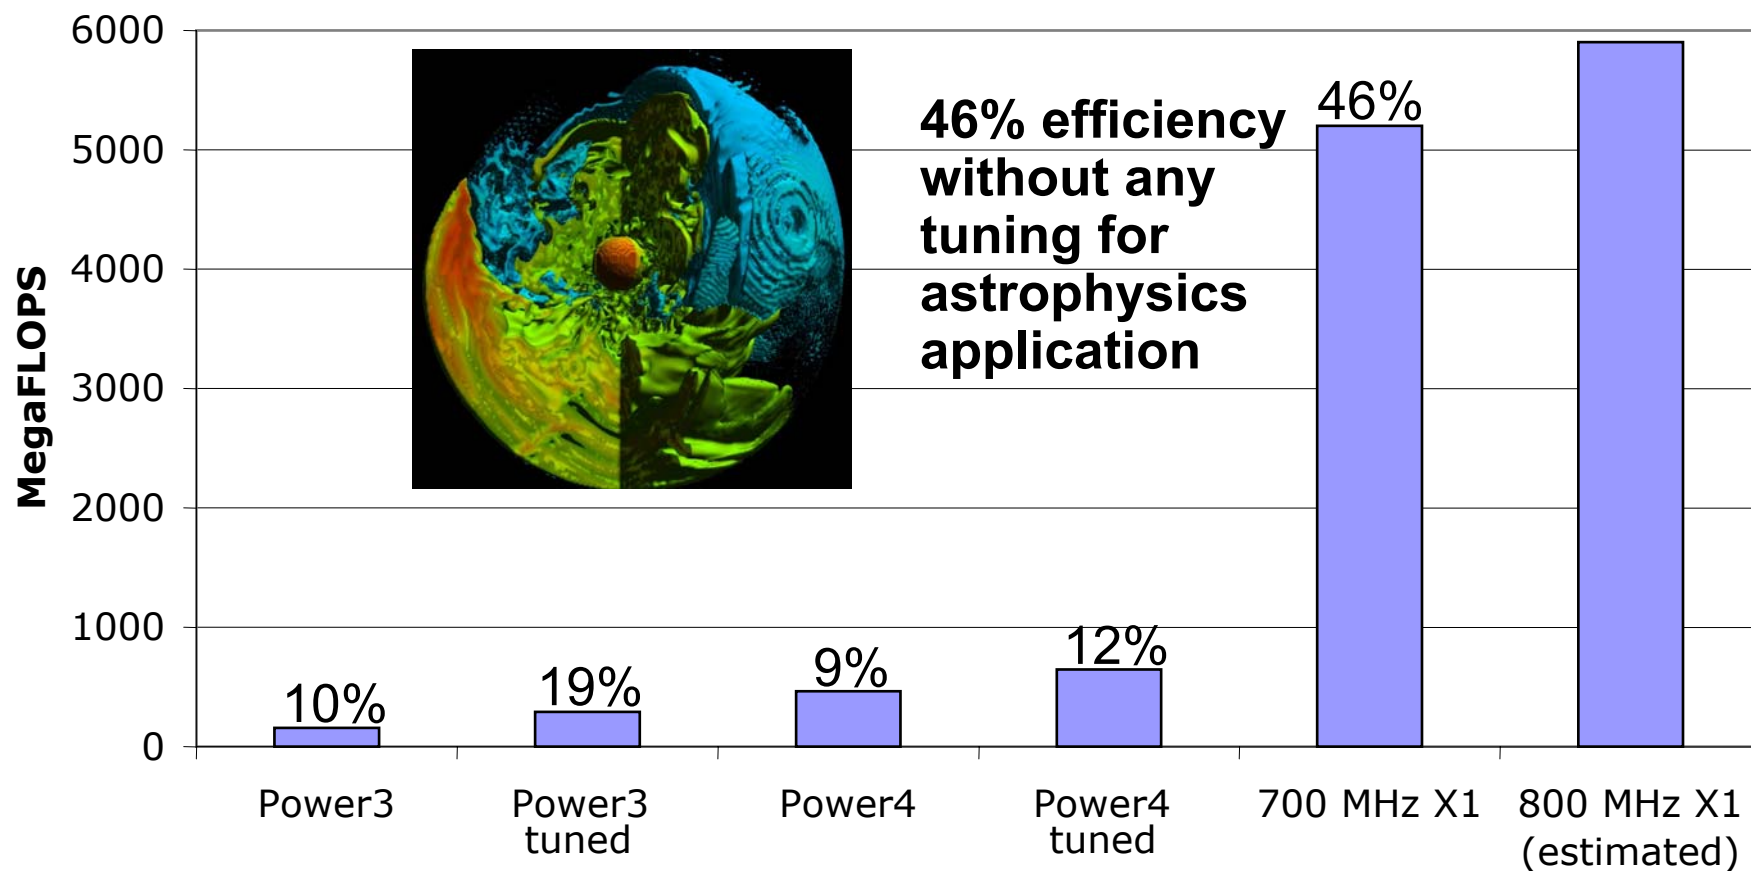 6000
5000
4000
3000
2000
1000
0
MegaFLOPS
46% efficiency
without any
tuning for
astrophysics
application
10%
19%
9%
12%
46%
Power3
Power3
tuned
Power4
Power4
tuned
700 MHz X1
800 MHz X1
(estimated)